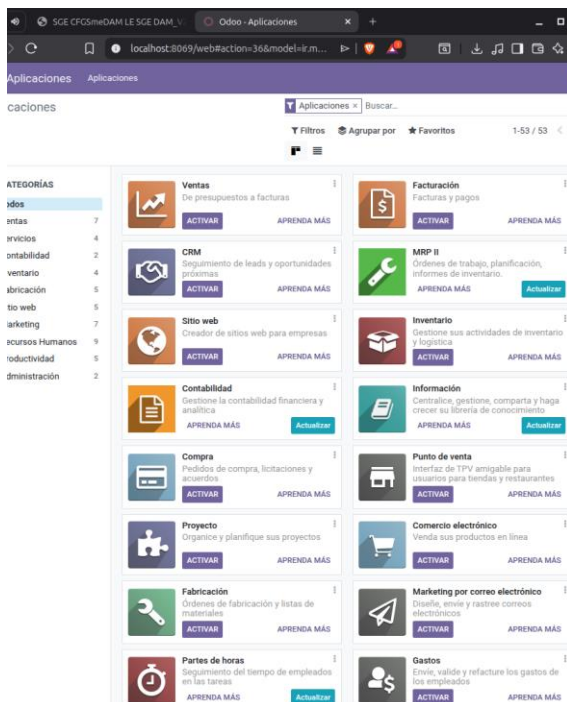 SGE CFGSmeDAM LE SGE DAM_V
Odoo - Aplicaciones
localhost:8069/web#action=36&model=ir.m...
Aplicaciones Aplicaciones
caciones
Aplicaciones × Buscar...
Filtros Agrupar por Favoritos 1-53 / 53
ATEGORÍAS
odos
entas 7
ervicios 4
ontabilidad 2
ventario 4
abricación 5
tio web 5
arketing 7
ecursos Humanos 9
roductividad 5
dministración 2
Ventas
De presupuestos a facturas
ACTIVAR APRENDA MÁS
Facturación
Facturas y pagos
ACTIVAR APRENDA MÁS
CRM
Seguimiento de leads y oportunidades
próximas
ACTIVAR APRENDA MÁS
MRP II
Órdenes de trabajo, planificación,
informes de inventario.
APRENDA MÁS Actualizar
Sitio web
Creador de sitios web para empresas
ACTIVAR APRENDA MÁS
Inventario
Gestione sus actividades de inventario
y logística
ACTIVAR APRENDA MÁS
Contabilidad
Gestione la contabilidad financiera y
analítica
APRENDA MÁS Actualizar
Información
Centralice, gestione, comparta y haga
crecer su librería de conocimiento
APRENDA MÁS Actualizar
Compra
Pedidos de compra, licitaciones y
acuerdos
ACTIVAR APRENDA MÁS
Punto de venta
Interfaz de TPV amigable para
usuarios para tiendas y restaurantes
ACTIVAR APRENDA MÁS
Proyecto
Organice y planifique sus proyectos
ACTIVAR APRENDA MÁS
Comercio electrónico
Venda sus productos en línea
ACTIVAR APRENDA MÁS
Fabricación
Órdenes de fabricación y listas de
materiales
ACTIVAR APRENDA MÁS
Marketing por correo electrónico
Diseñe, envie y rastree correos
electrónicos
ACTIVAR APRENDA MÁS
Partes de horas
Seguimiento del tiempo de empleados
en las tareas
APRENDA MÁS Actualizar
Gastos
Envíe, valide y refacture los gastos de
los empleados
ACTIVAR APRENDA MÁS